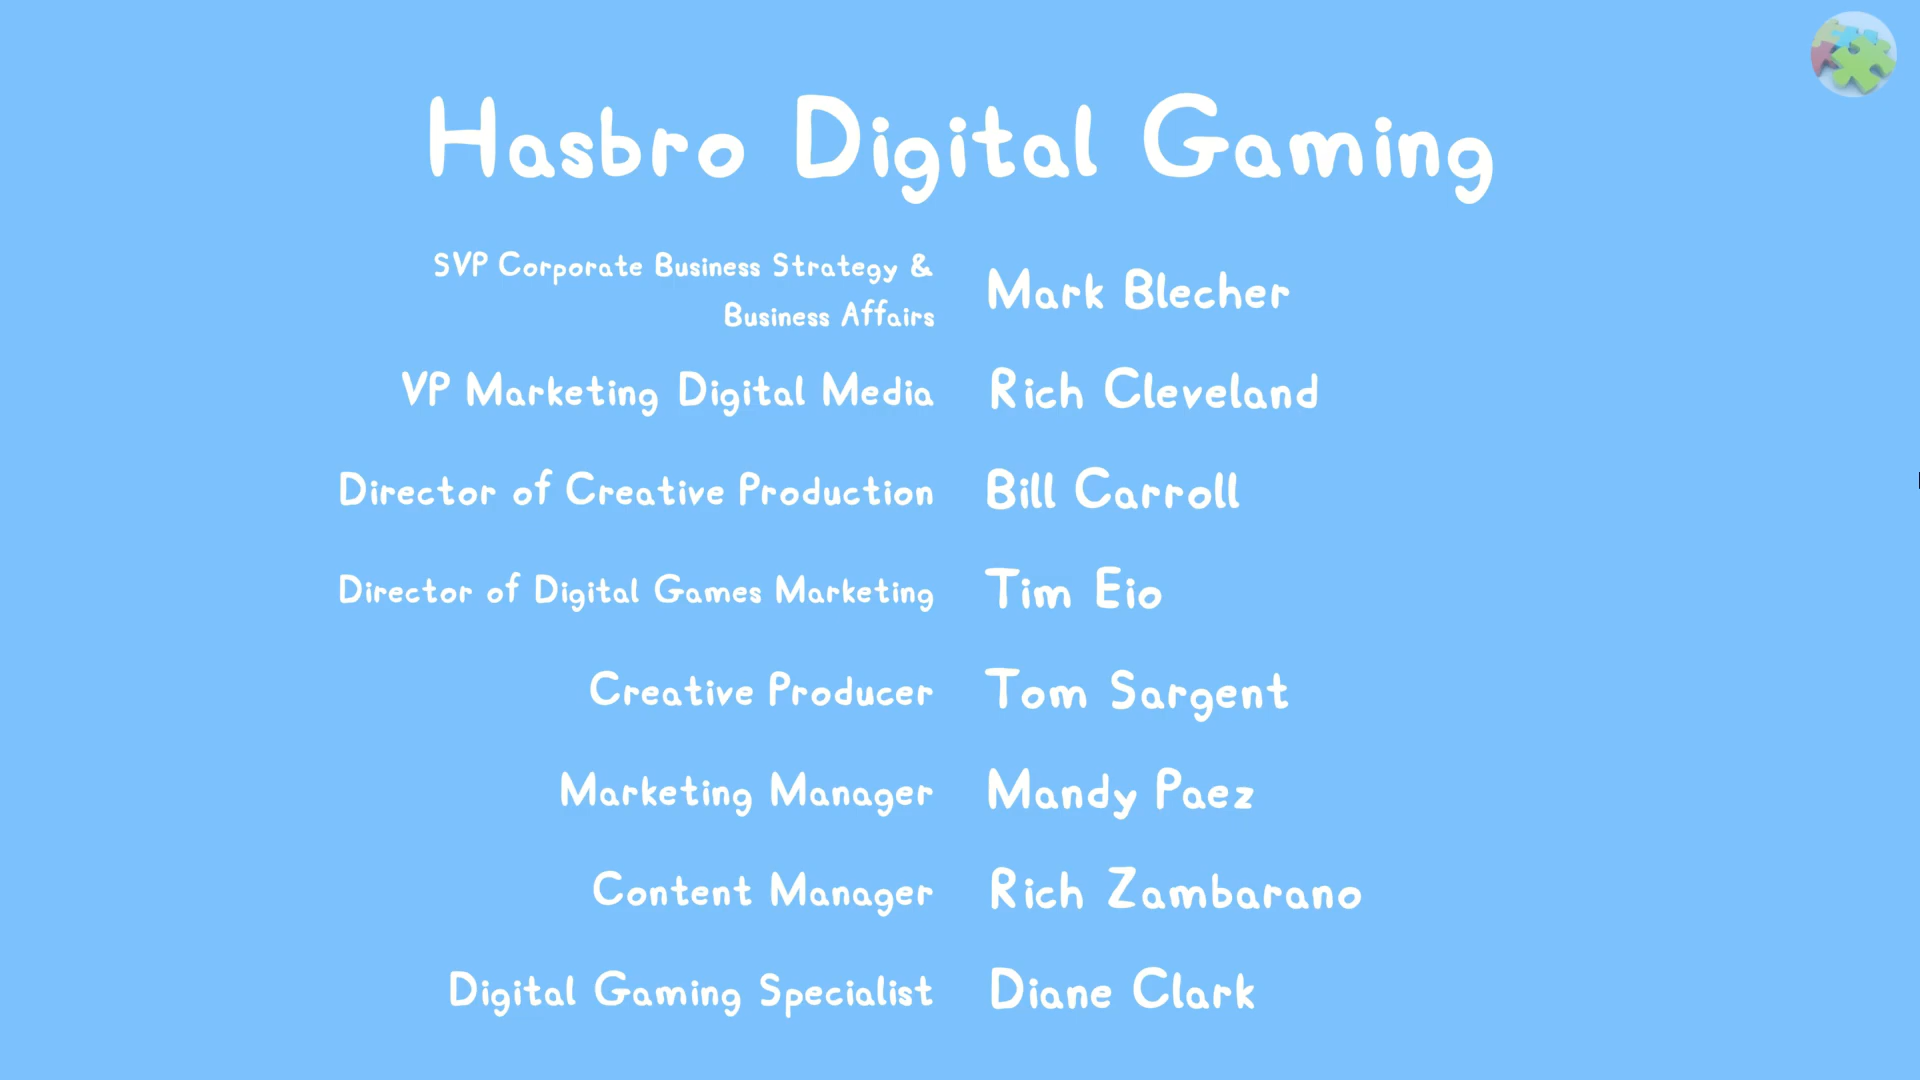 Hasbro Digital Gaming
SVP Corporate Business Strategy &
Business Affairs
Mark Blecher
VP Marketing Digital Media
Rich Cleveland
Director of Creative Production
Bill Carroll
Director of Digital Games Marketing
Tim Eio
Creative Producer
Tom Sargent
Marketing Manager
Mandy Paez
Content Manager
Rich Zambarano
Digital Gaming Specialist
Diane Clark